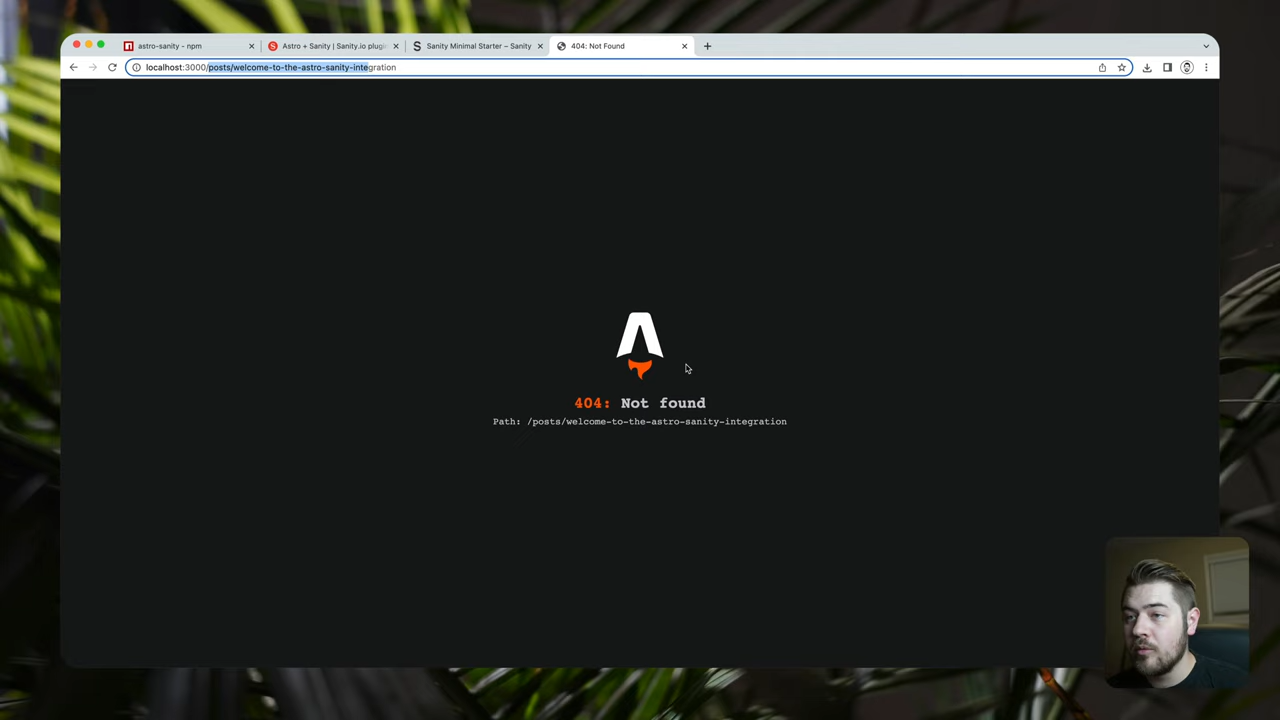 astro-sanity - npm
Astro + Sanity | Sanity.io plugi
Sanity Minimal Starter – Sanity
404: Not Found
localhost:3000/posts/welcome-to-the-astro-sanity-integration
404: Not found
Path: /posts/welcome-to-the-astro-sanity-integration